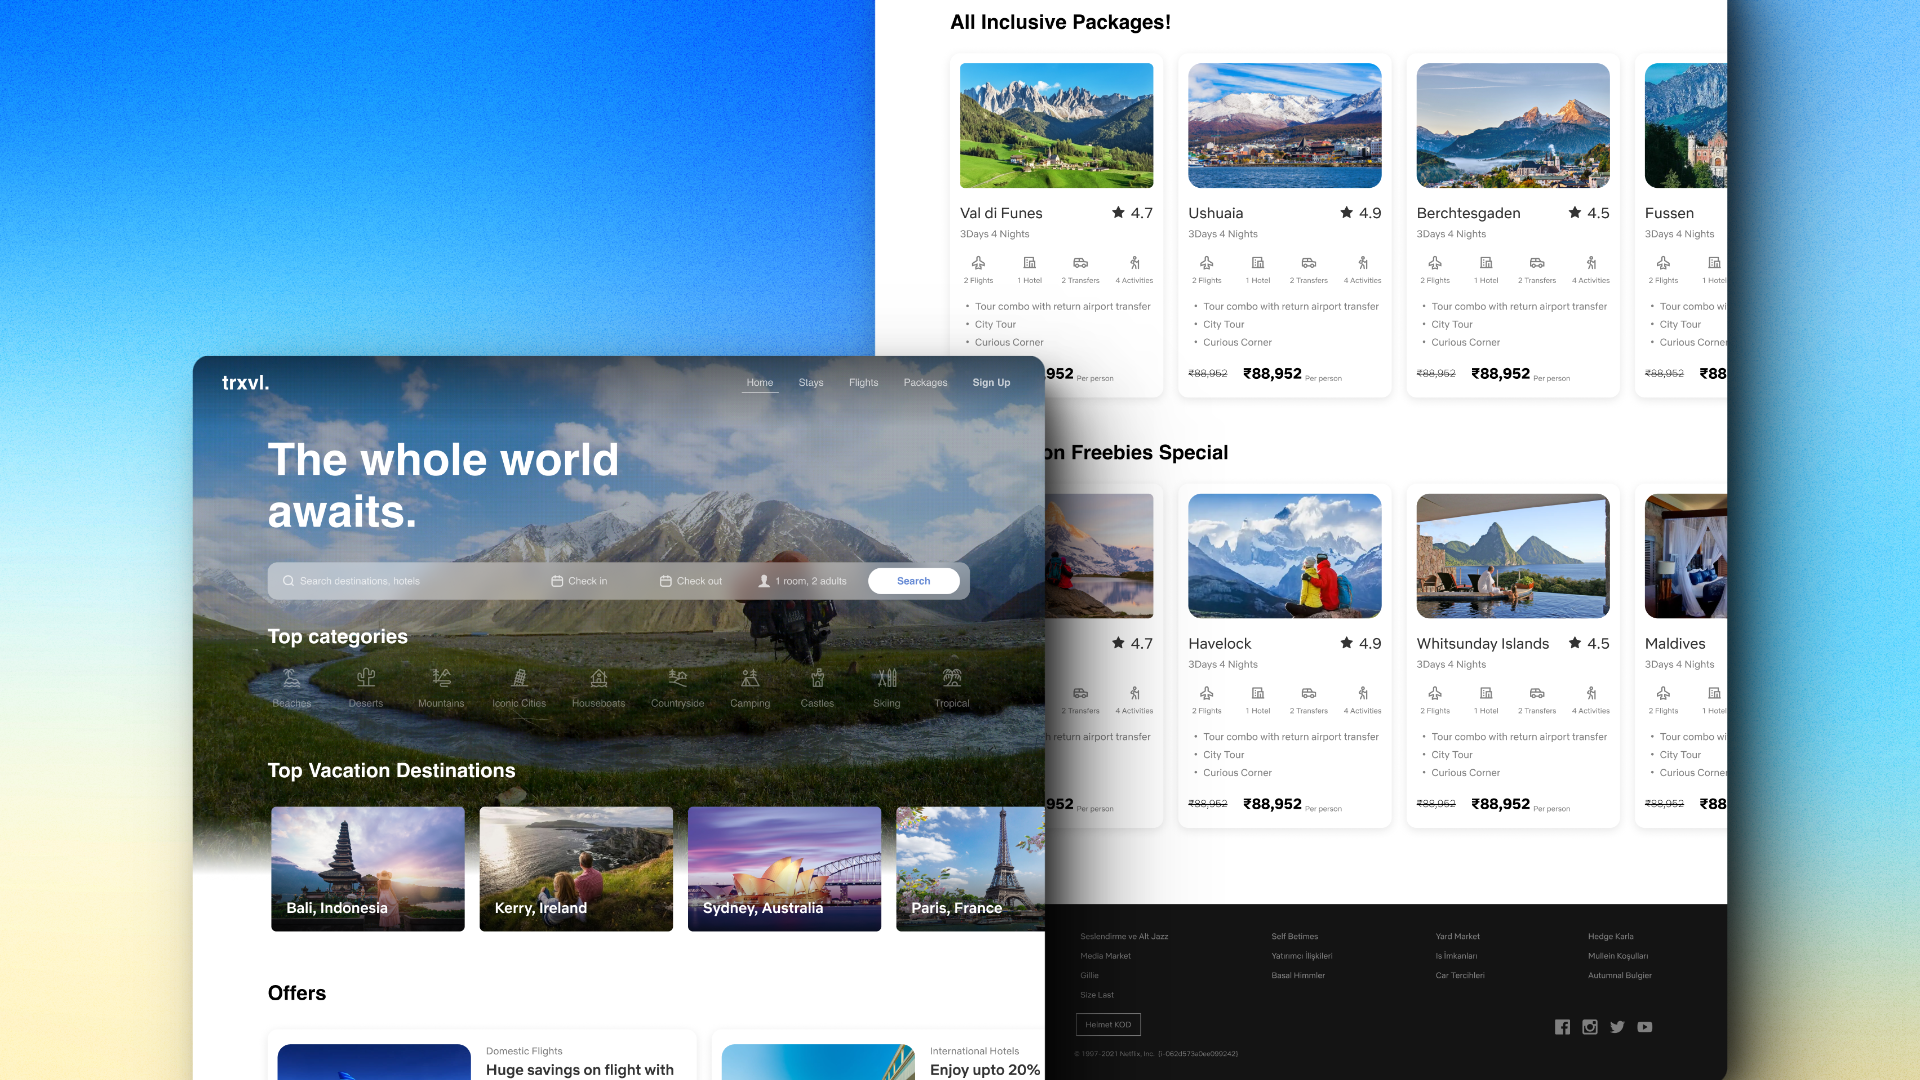 All Inclusive Packages!
Val di Funes ★ 4.7
3Days 4 Nights
2 Flights 1 Hotel 2 Transfers 4 Activities
• Tour combo with return airport transfer
• City Tour
• Curious Corner
952 Per person
Ushuaia ★ 4.9
3Days 4 Nights
2 Flights 1 Hotel 2 Transfers 4 Activities
• Tour combo with return airport transfer
• City Tour
• Curious Corner
₹88,952 ₹88,952 Per person
Berchtesgaden ★ 4.5
3Days 4 Nights
2 Flights 1 Hotel 2 Transfers 4 Activities
• Tour combo with return airport transfer
• City Tour
• Curious Corner
₹88,952 ₹88,952 Per person
Fussen
3Days 4 Nights
2 Flights 1 Hotel
• Tour combo wi
• City Tour
• Curious Corner
₹88,952 ₹88
trxvl.
Home Stays Flights Packages Sign Up
The whole world
awaits.
Search destinations, hotels Check in Check out 1 room, 2 adults Search
Top categories
Beaches Deserts Mountains Iconic Cities Houseboats Countryside Camping Castles Skiing Tropical
Top Vacation Destinations
Bali, Indonesia
Kerry, Ireland
Sydney, Australia
Paris, France
Offers
Domestic Flights
Huge savings on flight with
International Hotels
Enjoy upto 20%
on Freebies Special
★ 4.7
2 Transfers 4 Activities
h return airport transfer
952 Per person
Havelock ★ 4.9
3Days 4 Nights
2 Flights 1 Hotel 2 Transfers 4 Activities
• Tour combo with return airport transfer
• City Tour
• Curious Corner
₹88,952 ₹88,952 Per person
Whitsunday Islands ★ 4.5
3Days 4 Nights
2 Flights 1 Hotel 2 Transfers 4 Activities
• Tour combo with return airport transfer
• City Tour
• Curious Corner
₹88,952 ₹88,952 Per person
Maldives
3Days 4 Nights
2 Flights 1 Hotel
• Tour combo wi
• City Tour
• Curious Corner
₹88,952 ₹88
Seslendirme ve Alt Jazz
Media Market
Gillie
Size Last
Self Betimes
Yatırımcı İlişkileri
Basal Himmler
Yard Market
Is İmkanları
Car Tercihleri
Hedge Karla
Mullein Koşulları
Autumnal Bulgier
Heimet KOD
© 1997-2021 Netflix, Inc. {i-062d573a0ee099242}